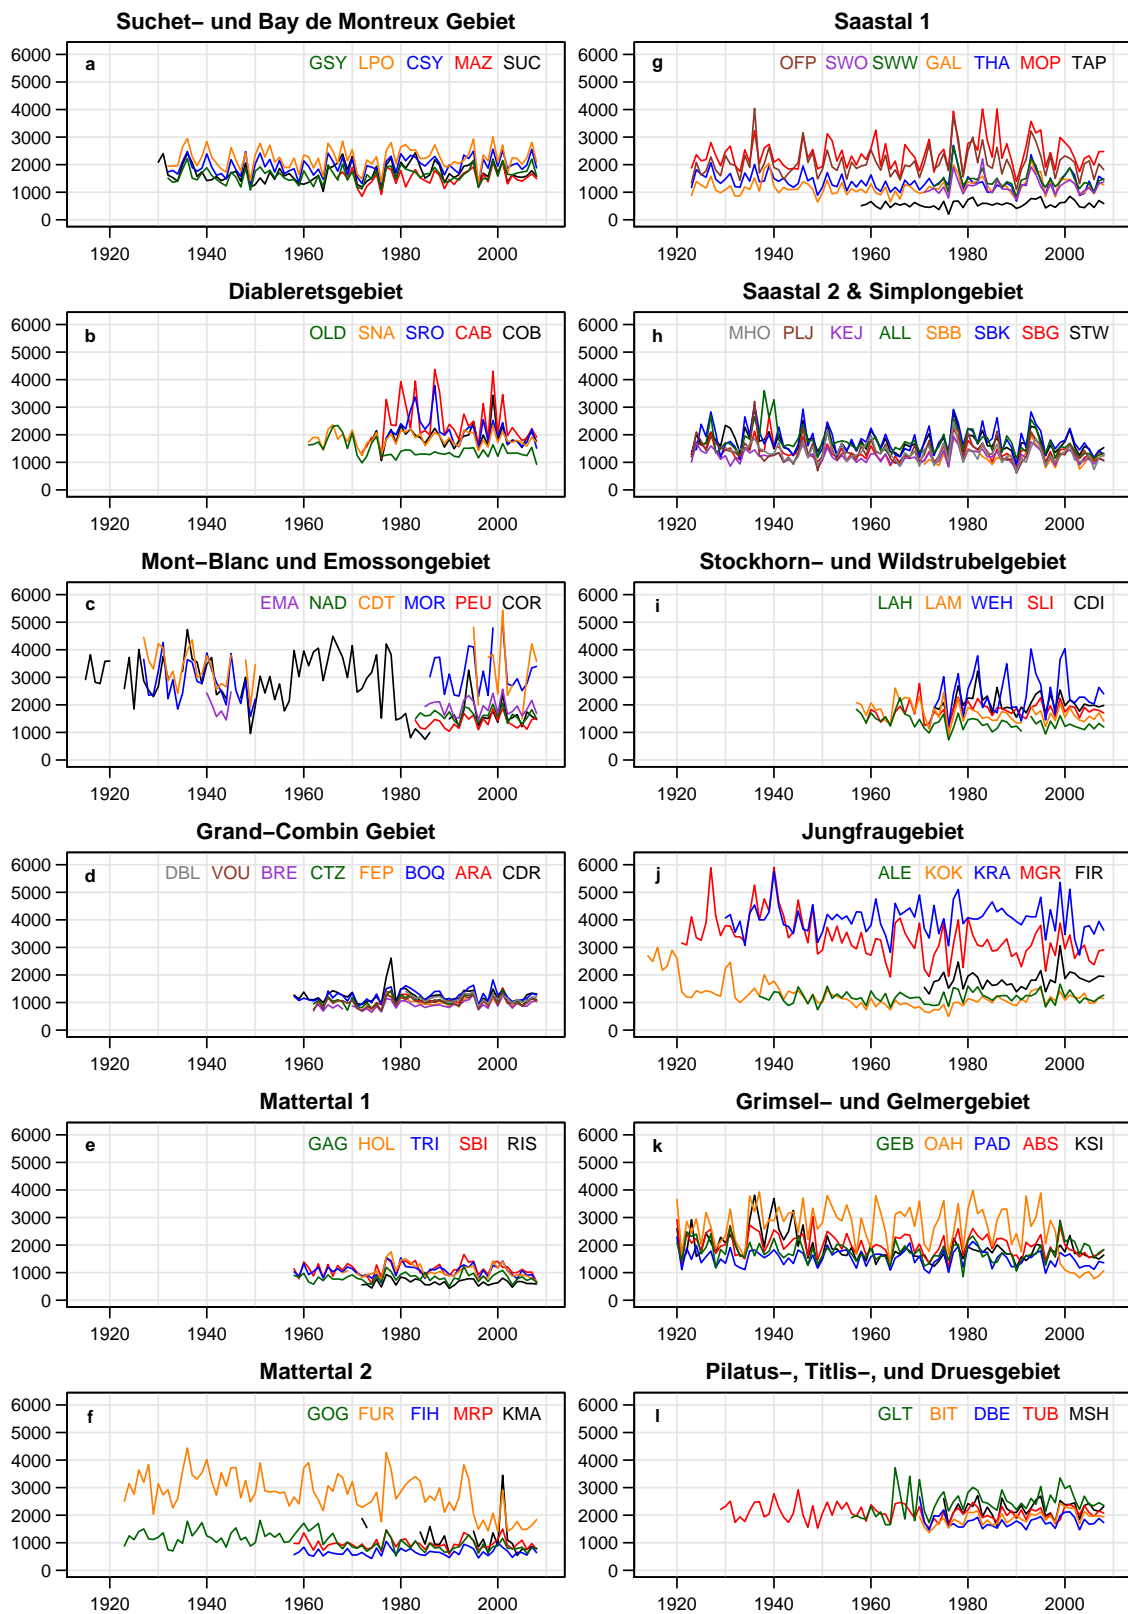 Suchet– und Bay de Montreux Gebiet
a GSY LPO CSY MAZ SUC
6000
5000
4000
3000
2000
1000
0
1920 1940 1960 1980 2000
Saastal 1
g OFP SWO SWW GAL THA MOP TAP
6000
5000
4000
3000
2000
1000
0
1920 1940 1960 1980 2000
Diableretsgebiet
b OLD SNA SRO CAB COB
6000
5000
4000
3000
2000
1000
0
1920 1940 1960 1980 2000
Saastal 2 & Simplongebiet
h MHO PLJ KEJ ALL SBB SBK SBG STW
6000
5000
4000
3000
2000
1000
0
1920 1940 1960 1980 2000
Mont–Blanc und Emossongebiet
c EMA NAD CDT MOR PEU COR
6000
5000
4000
3000
2000
1000
0
1920 1940 1960 1980 2000
Stockhorn– und Wildstrubelgebiet
i LAH LAM WEH SLI CDI
6000
5000
4000
3000
2000
1000
0
1920 1940 1960 1980 2000
Grand–Combin Gebiet
d DBL VOU BRE CTZ FEP BOQ ARA CDR
6000
5000
4000
3000
2000
1000
0
1920 1940 1960 1980 2000
Jungfraugebiet
j ALE KOK KRA MGR FIR
6000
5000
4000
3000
2000
1000
0
1920 1940 1960 1980 2000
Mattertal 1
e GAG HOL TRI SBI RIS
6000
5000
4000
3000
2000
1000
0
1920 1940 1960 1980 2000
Grimsel– und Gelmergebiet
k GEB OAH PAD ABS KSI
6000
5000
4000
3000
2000
1000
0
1920 1940 1960 1980 2000
Mattertal 2
f GOG FUR FIH MRP KMA
6000
5000
4000
3000
2000
1000
0
1920 1940 1960 1980 2000
Pilatus–, Titlis–, und Druesgebiet
l GLT BIT DBE TUB MSH
6000
5000
4000
3000
2000
1000
0
1920 1940 1960 1980 2000